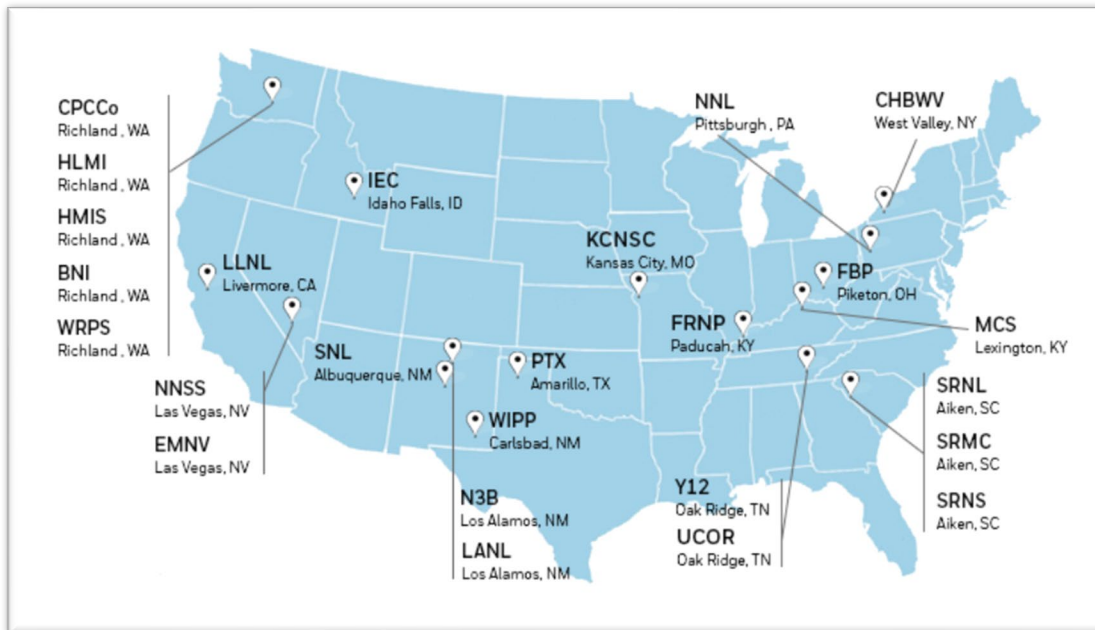 CPCCo
Richland , WA
HLMI
Richland , WA
HMIS
Richland , WA
BNI
Richland , WA
WRPS
Richland , WA
IEC
Idaho Falls, ID
LLNL
Livermore, CA
NNSS
Las Vegas, NV
EMNV
Las Vegas, NV
SNL
Albuquerque, NM
PTX
Amarillo, TX
WIPP
Carlsbad, NM
N3B
Los Alamos, NM
LANL
Los Alamos, NM
KCNSC
Kansas City, MO
NNL
Pittsburgh , PA
CHBWV
West Valley, NY
FBP
Piketon, OH
FRNP
Paducah, KY
MCS
Lexington, KY
SRNL
Aiken, SC
SRMC
Aiken, SC
SRNS
Aiken, SC
Y12
Oak Ridge, TN
UCOR
Oak Ridge, TN